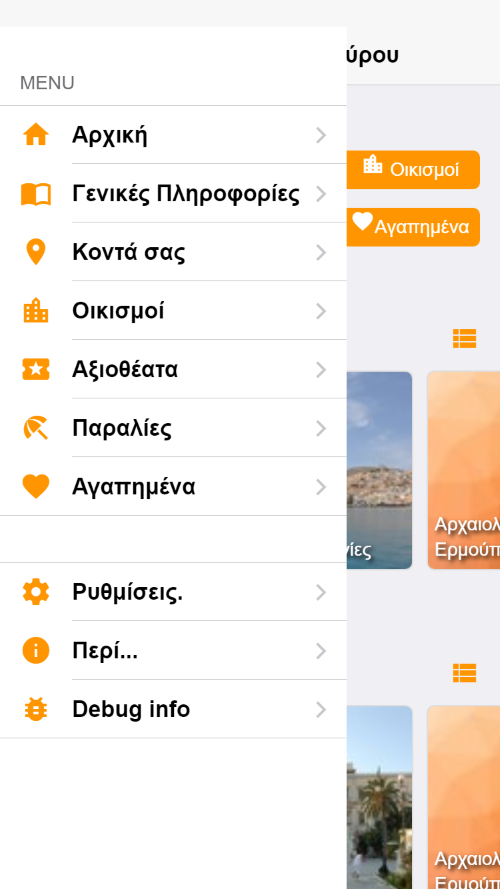 ύρου
MENU
Αρχική
Οικισμοί
Γενικές Πληροφορίες
Αγαπημένα
Κοντά σας
Οικισμοί
Αξιοθέατα
Παραλίες
Αγαπημένα
Αρχαιολ
Ερμούπ
Ρυθμίσεις.
Περί...
Debug info
Αρχαιολ
Ερμούπ